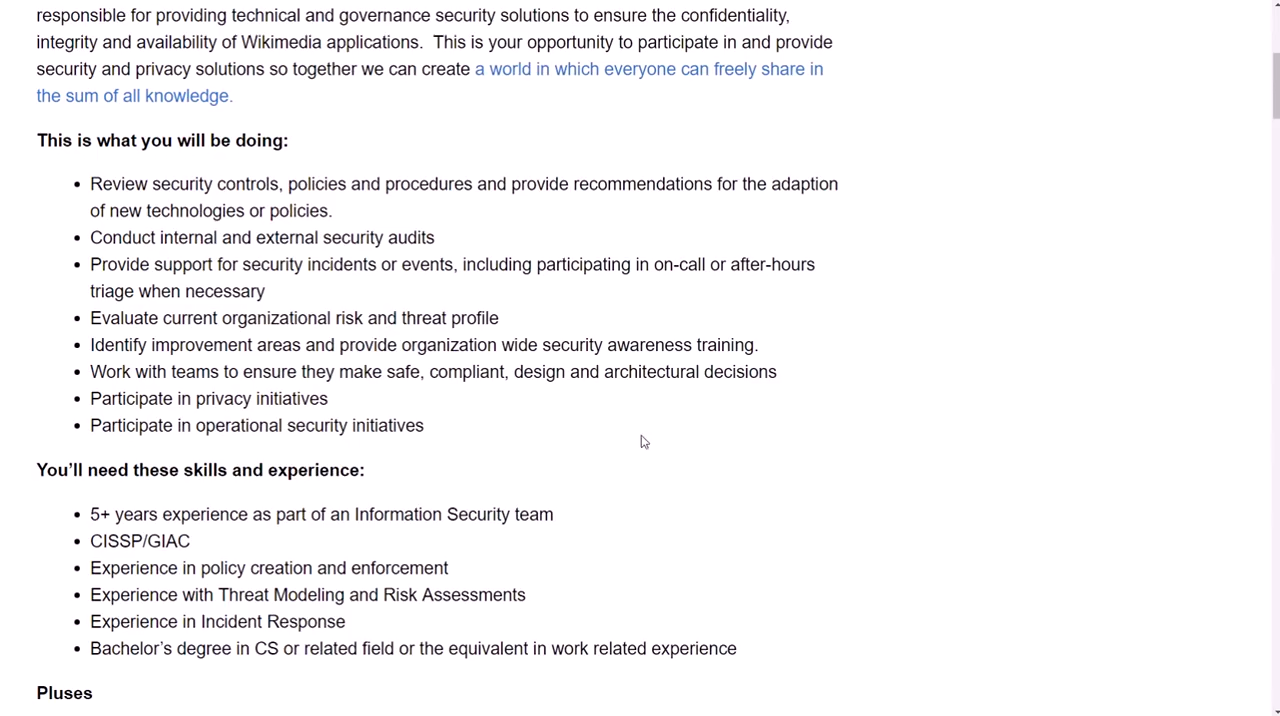 responsible for providing technical and governance security solutions to ensure the confidentiality,
integrity and availability of Wikimedia applications.  This is your opportunity to participate in and provide
security and privacy solutions so together we can create a world in which everyone can freely share in
the sum of all knowledge.
This is what you will be doing:
• Review security controls, policies and procedures and provide recommendations for the adaption
of new technologies or policies.
• Conduct internal and external security audits
• Provide support for security incidents or events, including participating in on-call or after-hours
triage when necessary
• Evaluate current organizational risk and threat profile
• Identify improvement areas and provide organization wide security awareness training.
• Work with teams to ensure they make safe, compliant, design and architectural decisions
• Participate in privacy initiatives
• Participate in operational security initiatives
You’ll need these skills and experience:
• 5+ years experience as part of an Information Security team
• CISSP/GIAC
• Experience in policy creation and enforcement
• Experience with Threat Modeling and Risk Assessments
• Experience in Incident Response
• Bachelor’s degree in CS or related field or the equivalent in work related experience
Pluses